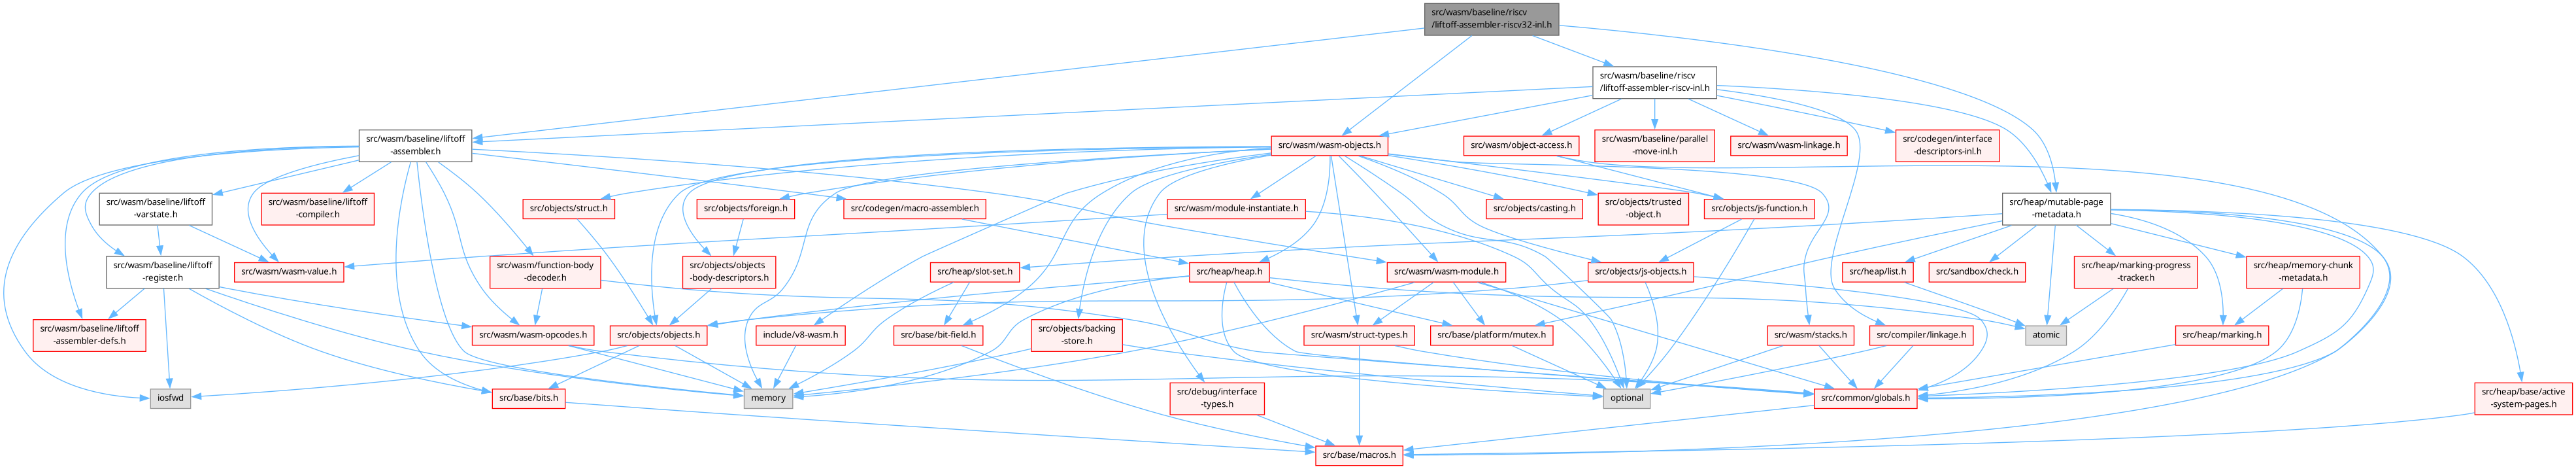 src/wasm/baseline/riscv
/liftoff-assembler-riscv32-inl.h
src/wasm/baseline/riscv
/liftoff-assembler-riscv-inl.h
src/wasm/baseline/liftoff
-assembler.h
src/wasm/wasm-objects.h
src/wasm/object-access.h
src/wasm/baseline/parallel
-move-inl.h
src/wasm/wasm-linkage.h
src/codegen/interface
-descriptors-inl.h
src/wasm/baseline/liftoff
-varstate.h
src/wasm/baseline/liftoff
-compiler.h
src/objects/struct.h
src/objects/foreign.h
src/codegen/macro-assembler.h
src/wasm/module-instantiate.h
src/objects/casting.h
src/objects/trusted
-object.h
src/objects/js-function.h
src/heap/mutable-page
-metadata.h
src/wasm/baseline/liftoff
-register.h
src/wasm/wasm-value.h
src/wasm/function-body
-decoder.h
src/objects/objects
-body-descriptors.h
src/heap/slot-set.h
src/heap/heap.h
src/wasm/wasm-module.h
src/objects/js-objects.h
src/heap/list.h
src/sandbox/check.h
src/heap/marking-progress
-tracker.h
src/heap/memory-chunk
-metadata.h
src/wasm/baseline/liftoff
-assembler-defs.h
src/wasm/wasm-opcodes.h
src/objects/objects.h
include/v8-wasm.h
src/base/bit-field.h
src/objects/backing
-store.h
src/wasm/struct-types.h
src/base/platform/mutex.h
src/wasm/stacks.h
src/compiler/linkage.h
atomic
src/heap/marking.h
iosfwd
src/base/bits.h
memory
src/debug/interface
-types.h
optional
src/common/globals.h
src/heap/base/active
-system-pages.h
src/base/macros.h